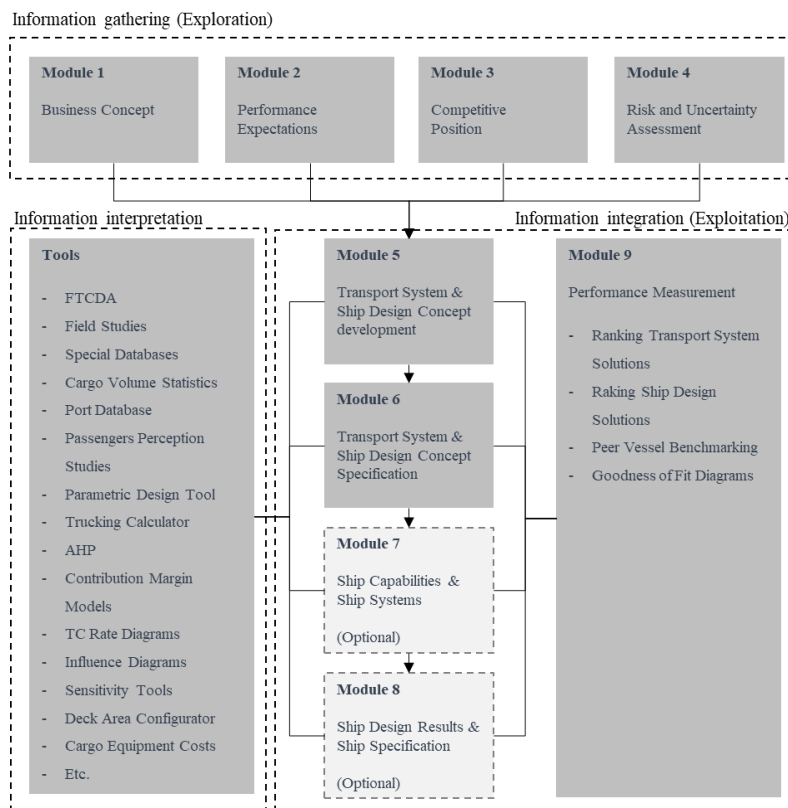 Information gathering (Exploration)
Module 1
Business Concept
Module 2
Performance
Expectations
Module 3
Competitive
Position
Module 4
Risk and Uncertainty
Assessment
Information interpretation
Information integration (Exploitation)
Tools
- FTCDA
- Field Studies
- Special Databases
- Cargo Volume Statistics
- Port Database
- Passengers Perception
Studies
- Parametric Design Tool
- Trucking Calculator
- AHP
- Contribution Margin
Models
- TC Rate Diagrams
- Influence Diagrams
- Sensitivity Tools
- Deck Area Configurator
- Cargo Equipment Costs
- Etc.
Module 5
Transport System &
Ship Design Concept
development
Module 6
Transport System &
Ship Design Concept
Specification
Module 7
Ship Capabilities &
Ship Systems
(Optional)
Module 8
Ship Design Results &
Ship Specification
(Optional)
Module 9
Performance Measurement
- Ranking Transport System
Solutions
- Raking Ship Design
Solutions
- Peer Vessel Benchmarking
- Goodness of Fit Diagrams